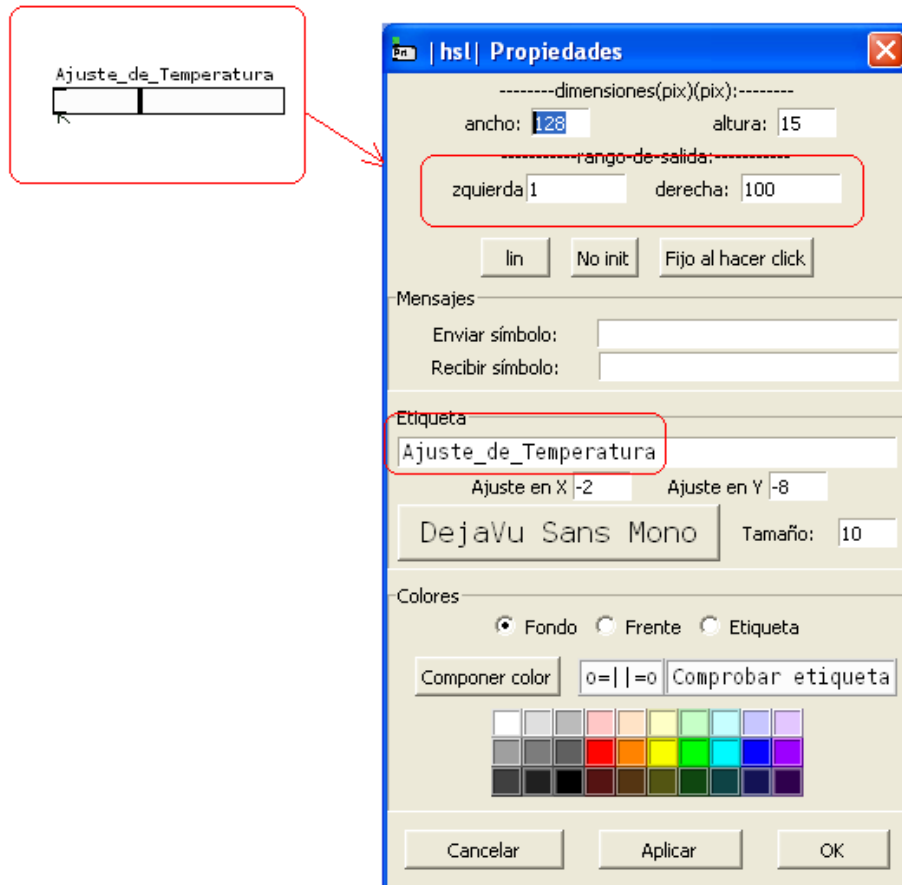 Ajuste_de_Temperatura
|hsl| Propiedades
--------dimensiones(pix)(pix):--------
ancho: 128 altura: 15
-----------rango-de-salida:-----------
zquierda 1 derecha: 100
lin No init Fijo al hacer click
Mensajes
Enviar símbolo:
Recibir símbolo:
Etiqueta
Ajuste_de_Temperatura
Ajuste en X -2 Ajuste en Y -8
DejaVu Sans Mono Tamaño: 10
Colores
Fondo Frente Etiqueta
Componer color o=||=o Comprobar etiqueta
Cancelar Aplicar OK